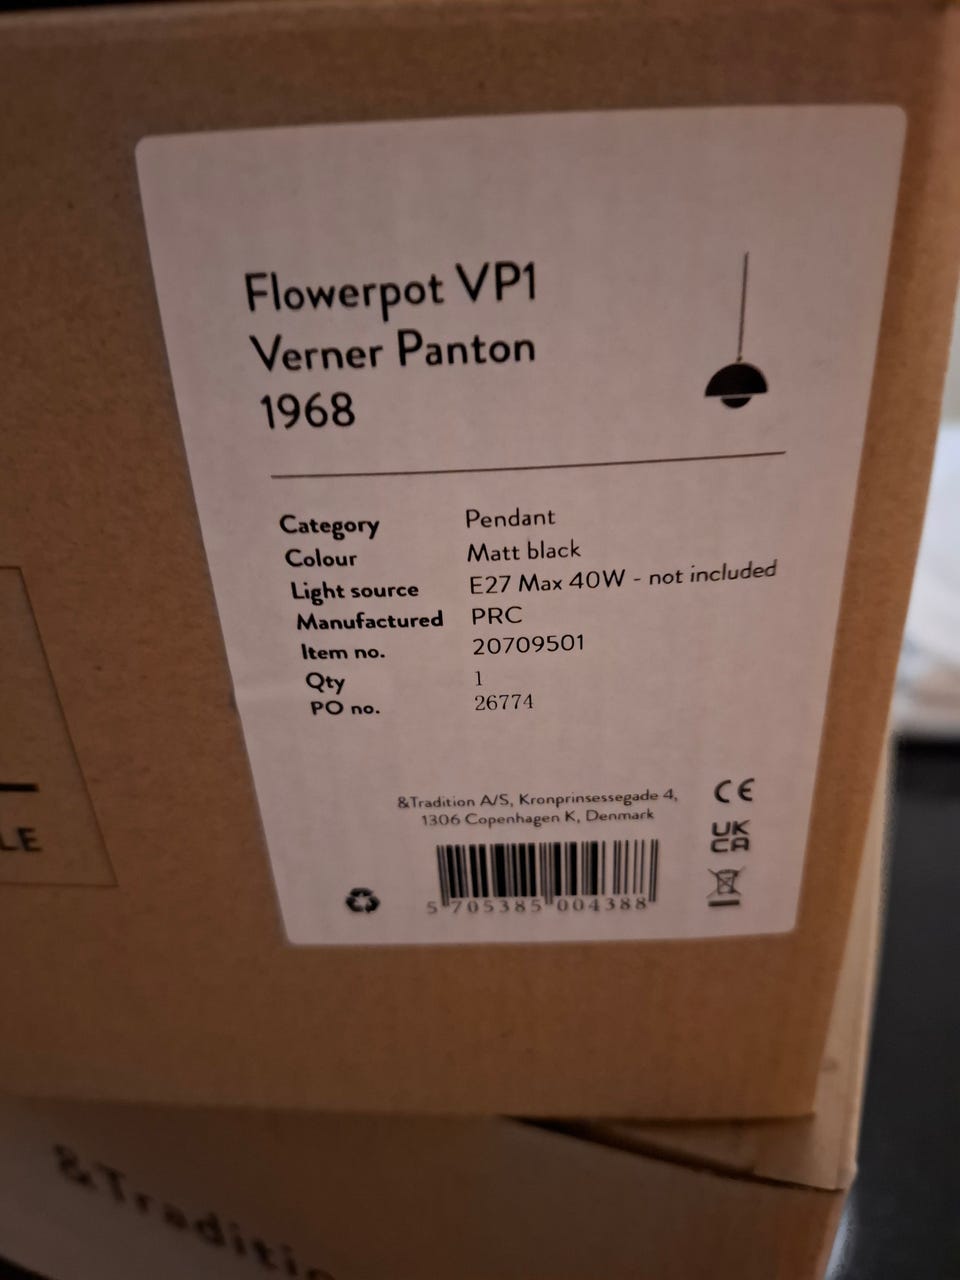 Flowerpot VP1
Verner Panton
1968
Category Pendant
Colour Matt black
Light source E27 Max 40W - not included
Manufactured PRC
Item no. 20709501
Qty 1
PO no. 26774
&Tradition A/S, Kronprinsessegade 4,
1306 Copenhagen K, Denmark
CE
UK
CA
5 705385 004388
LE
&Traditio